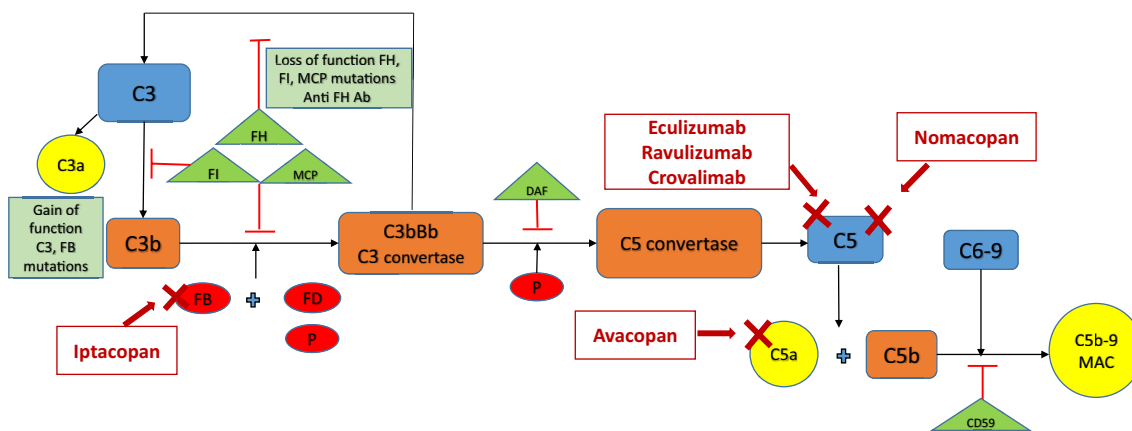 Loss of function FH,
FI, MCP mutations
Anti FH Ab
C3
FH
Eculizumab
Ravulizumab
Crovalimab
Nomacopan
C3a
FI
MCP
DAF
Gain of
function
C3, FB
mutations
C3b
C3bBb
C3 convertase
C5 convertase
C5
C6-9
FB
FD
P
P
Iptacopan
Avacopan
C5a
C5b
C5b-9
MAC
CD59